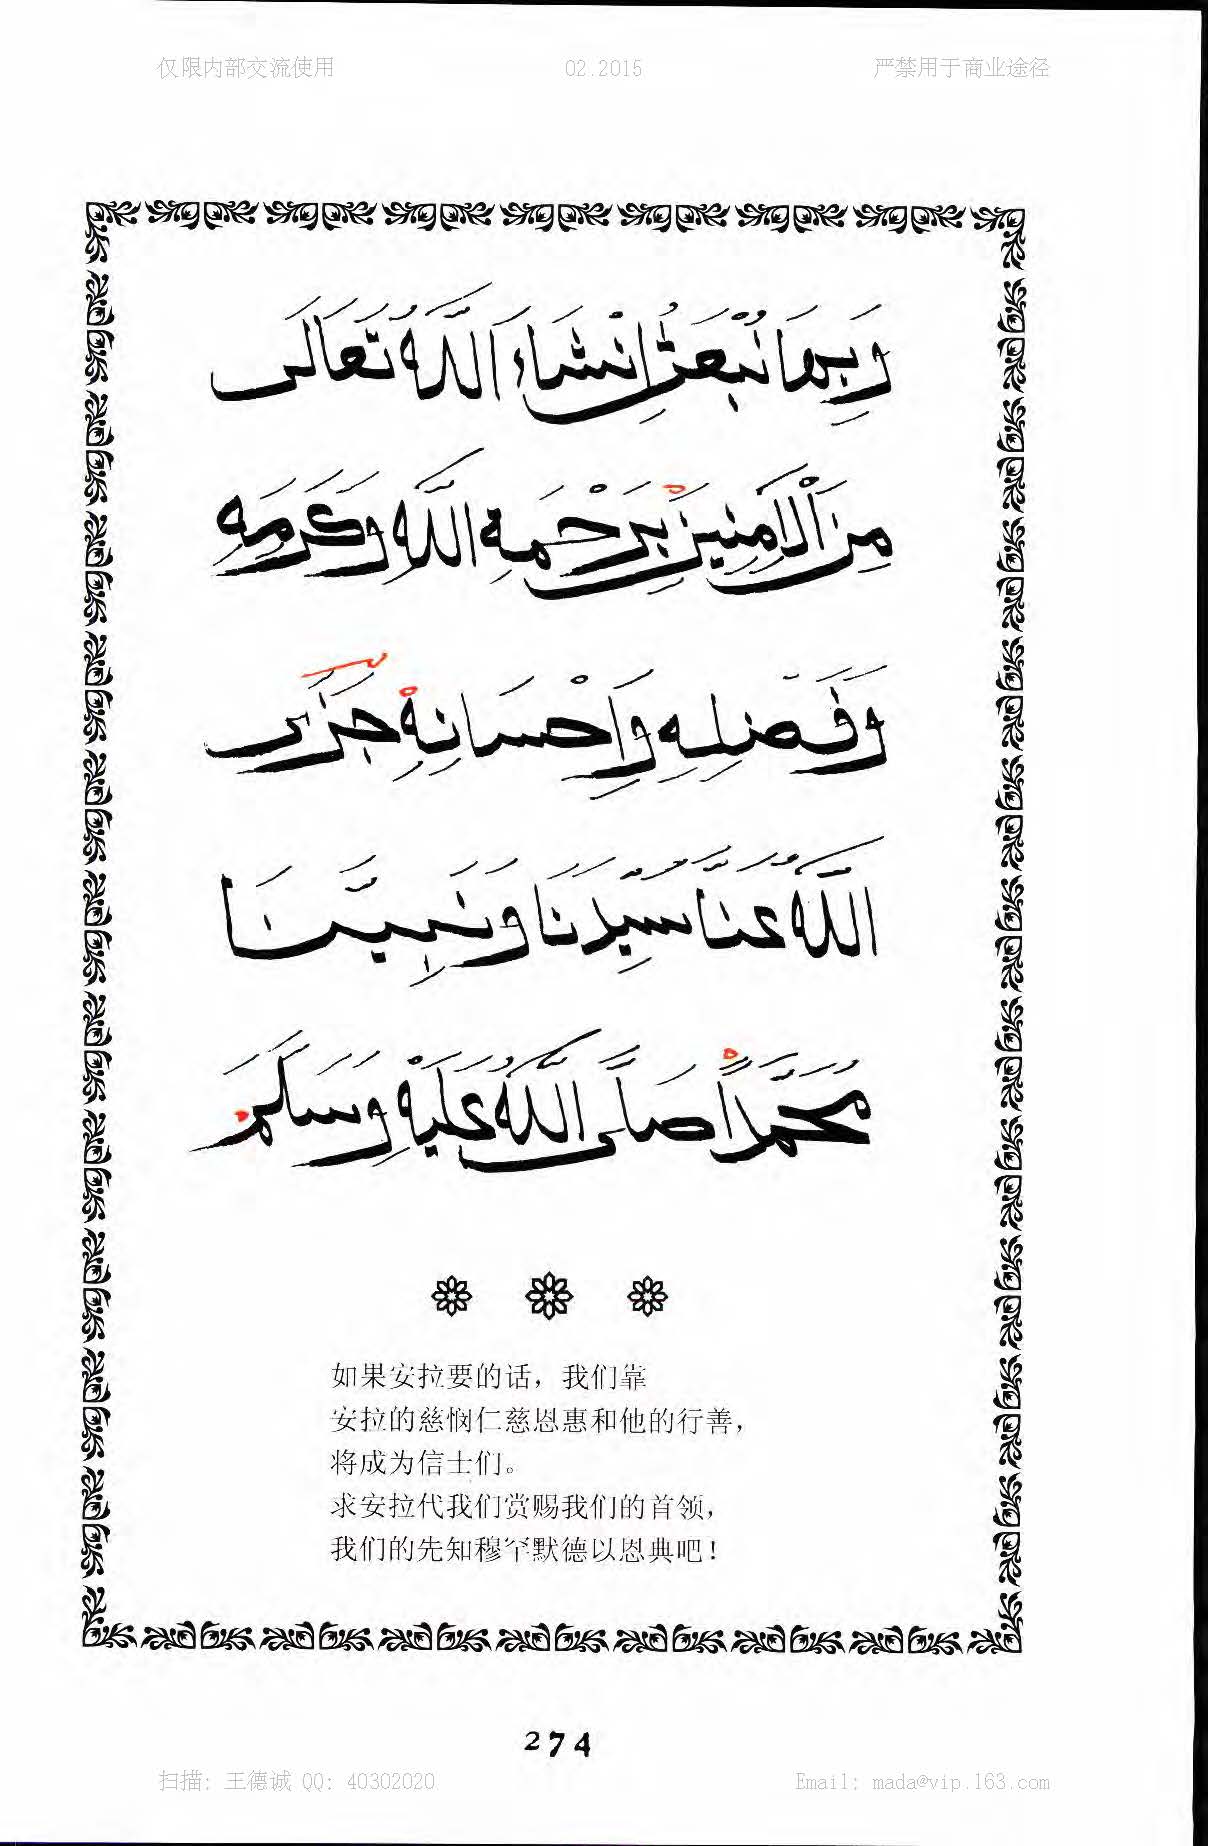 仅限内部交流使用 02.2015 严禁用于商业途径
وَبِهَا نُبْعَثُ اِنْشَاءَ اللَّهُ تَعَالَى
مِنَ الْاٰمِنِينَ بِرَحْمَةِ اللَّهِ وَكَرَمِهِ
وَفَضْلِهِ وَاِحْسَانِهِ جَزَى
اللَّهُ عَنَّا سَيِّدَنَا وَنَبِيَّنَا
مُحَمَّدًا صَلَّى اللَّهُ عَلَيْهِ وَسَلَّمَ
如果安拉要的话，我们靠
安拉的慈悯仁慈恩惠和他的行善，
将成为信士们。
求安拉代我们赏赐我们的首领，
我们的先知穆罕默德以恩典吧！
274
扫描：王德诚 QQ: 40302020 Email: mada@vip.163.com